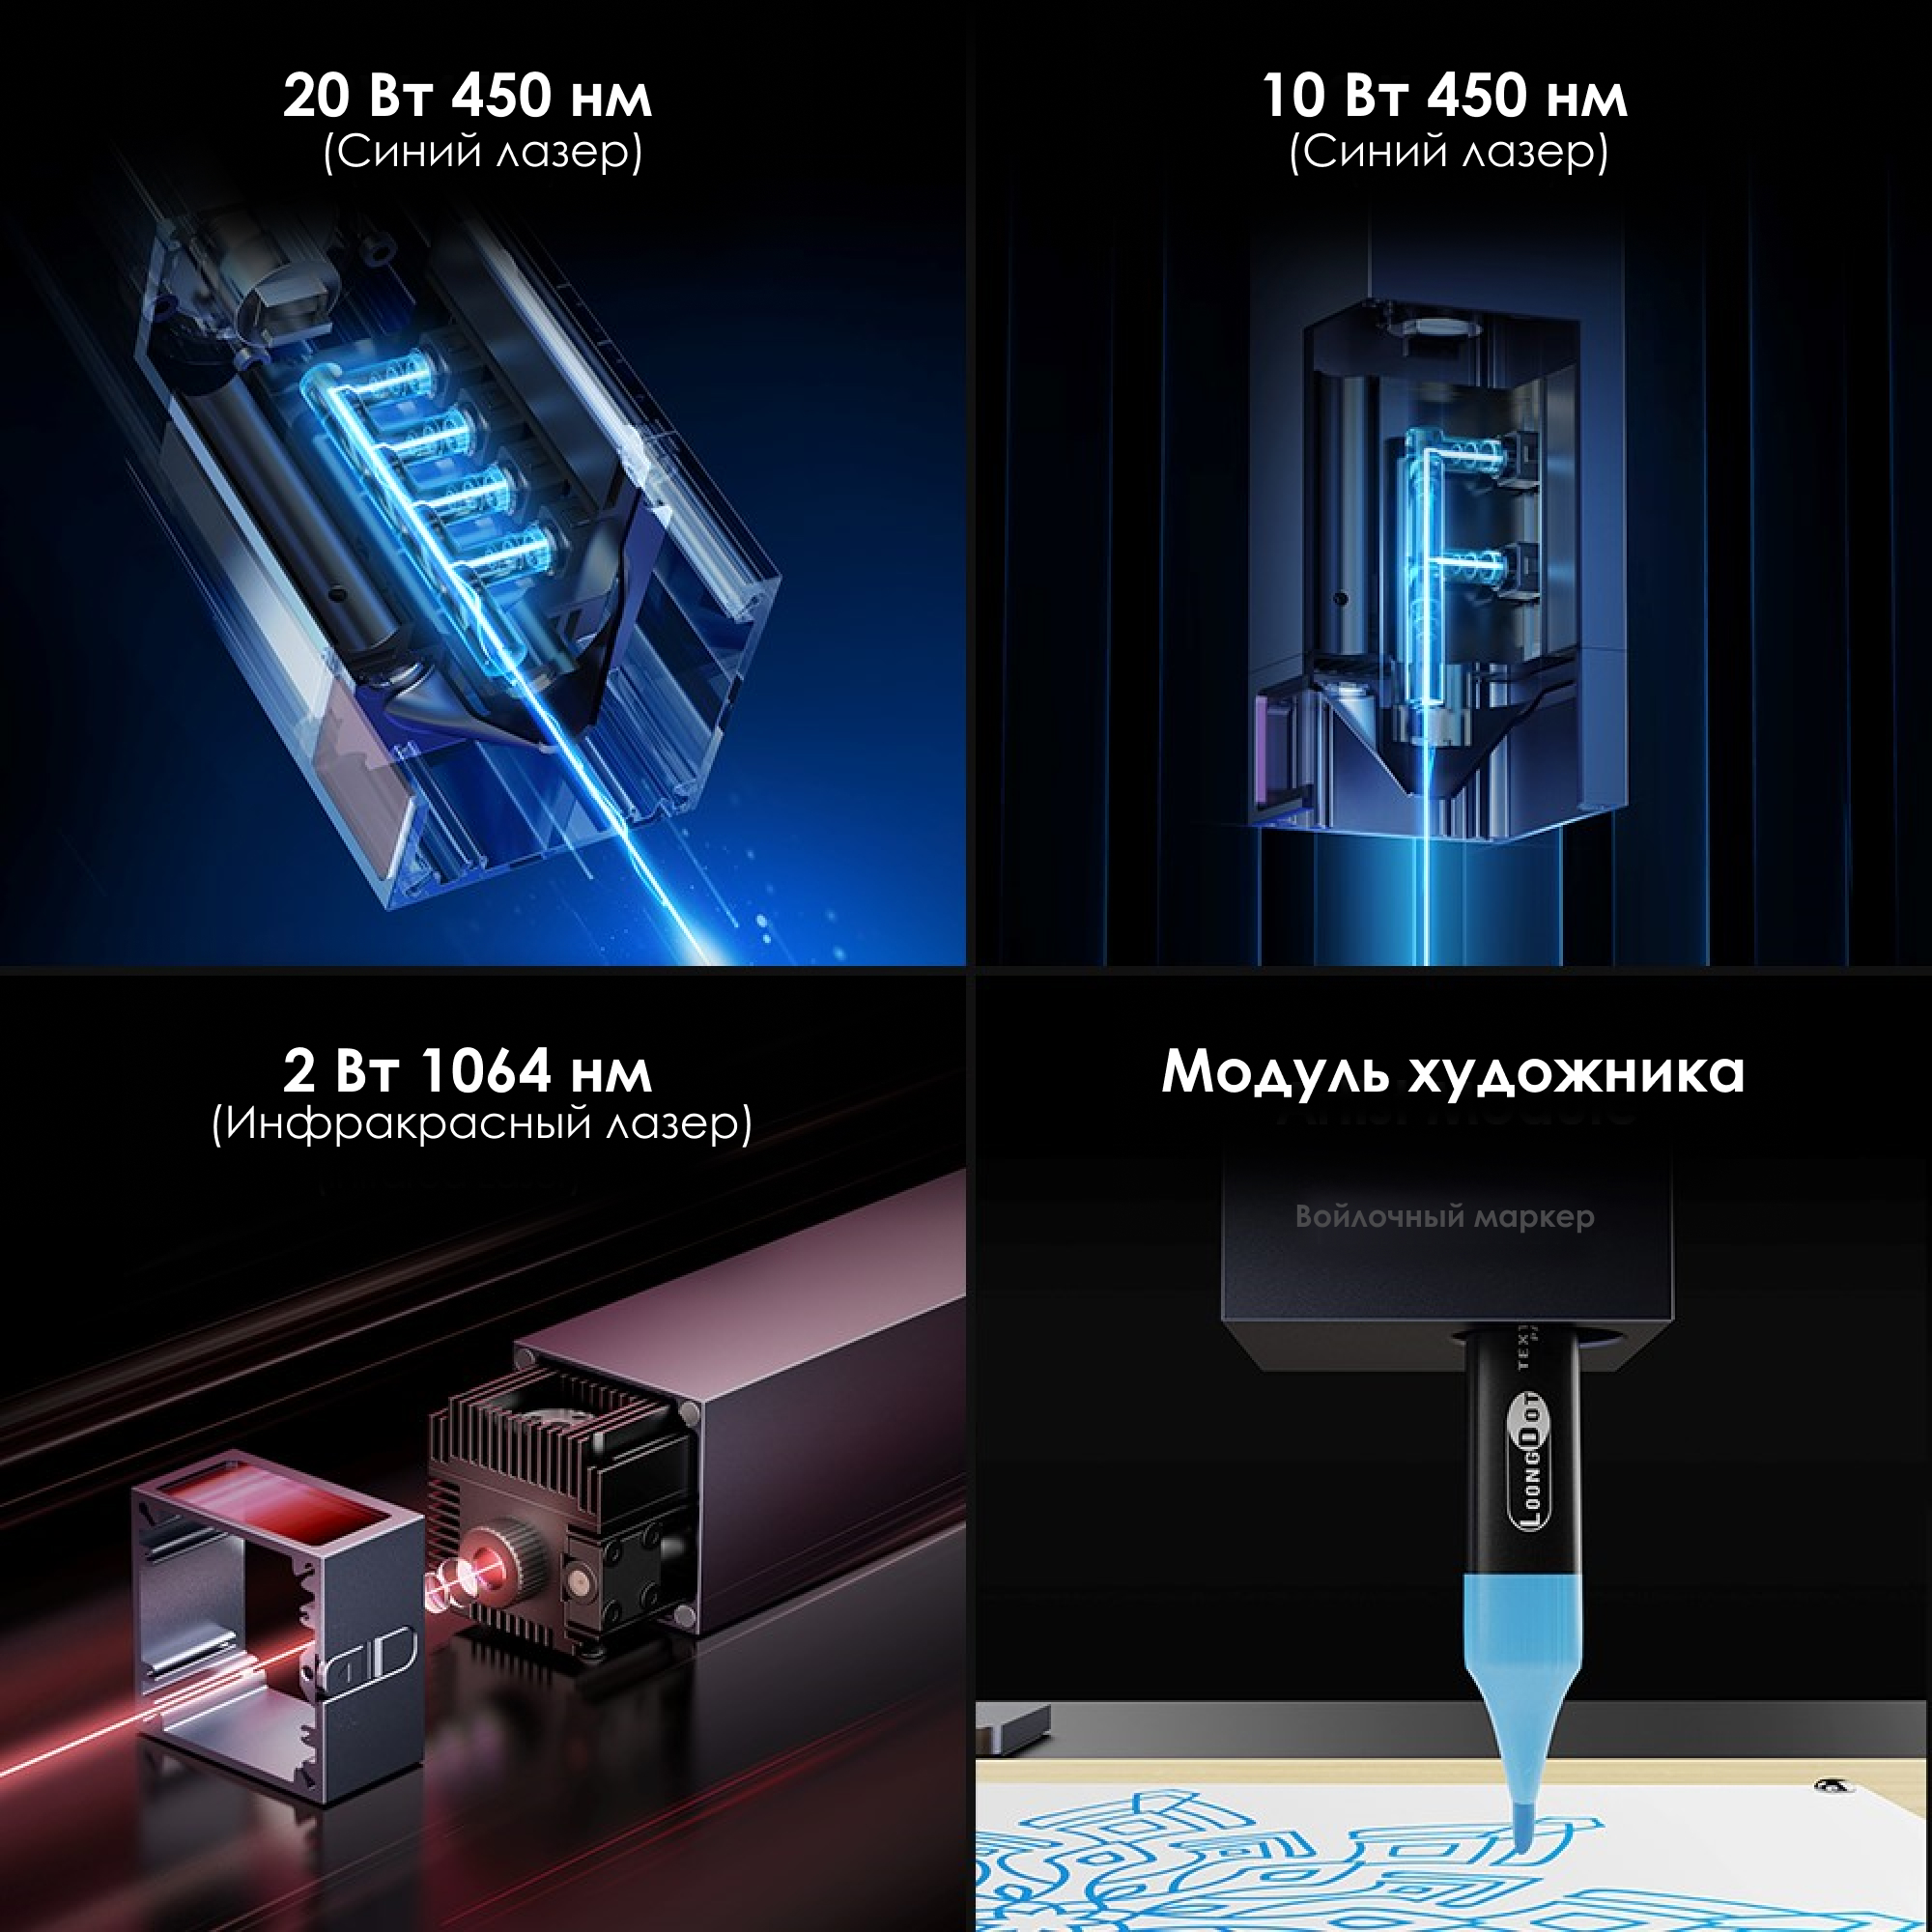 20 Вт 450 нм
(Синий лазер)
10 Вт 450 нм
(Синий лазер)
2 Вт 1064 нм
(Инфракрасный лазер)
Модуль художника
Войлочный маркер
LOONGDOT